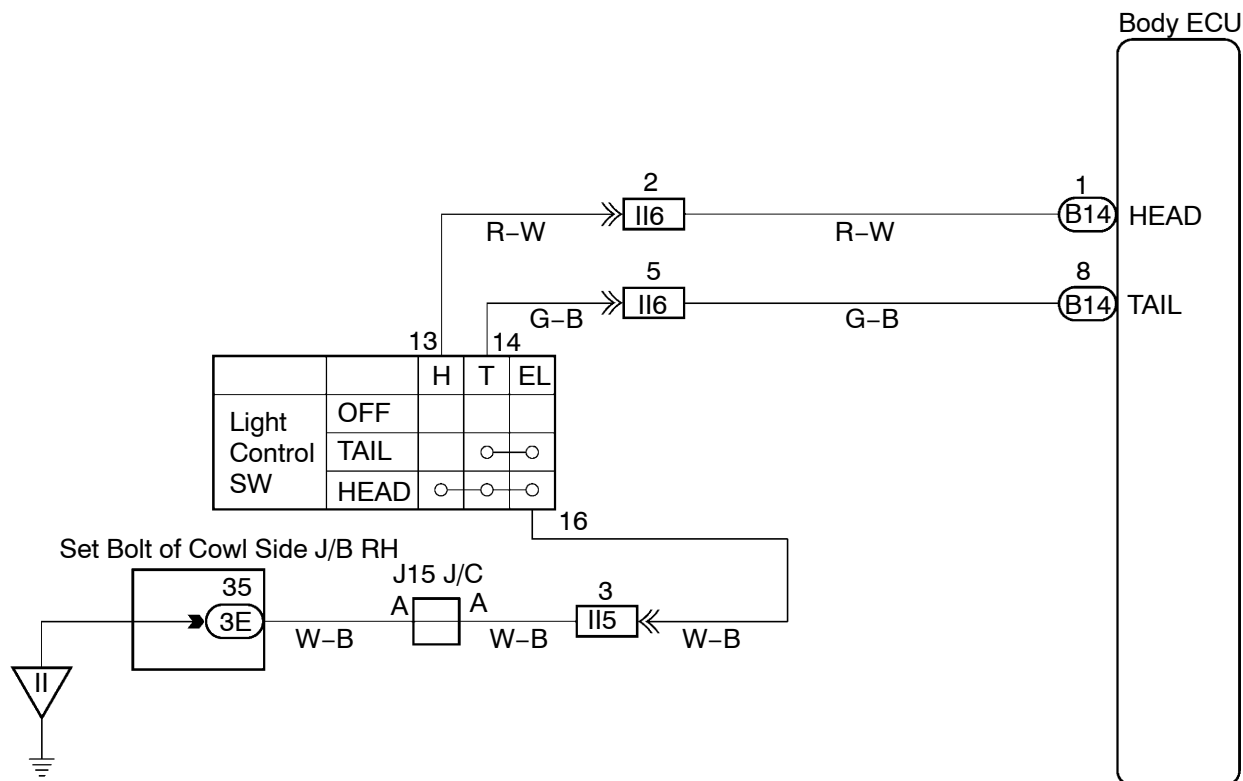 Body ECU
2
1
II6
B14
HEAD
R–W
R–W
5
8
II6
B14
TAIL
G–B
G–B
13
14
H
T
EL
Light
Control
SW
OFF
TAIL
HEAD
16
Set Bolt of Cowl Side J/B RH
35
J15 J/C
3
3E
A
A
II5
W–B
W–B
W–B
II